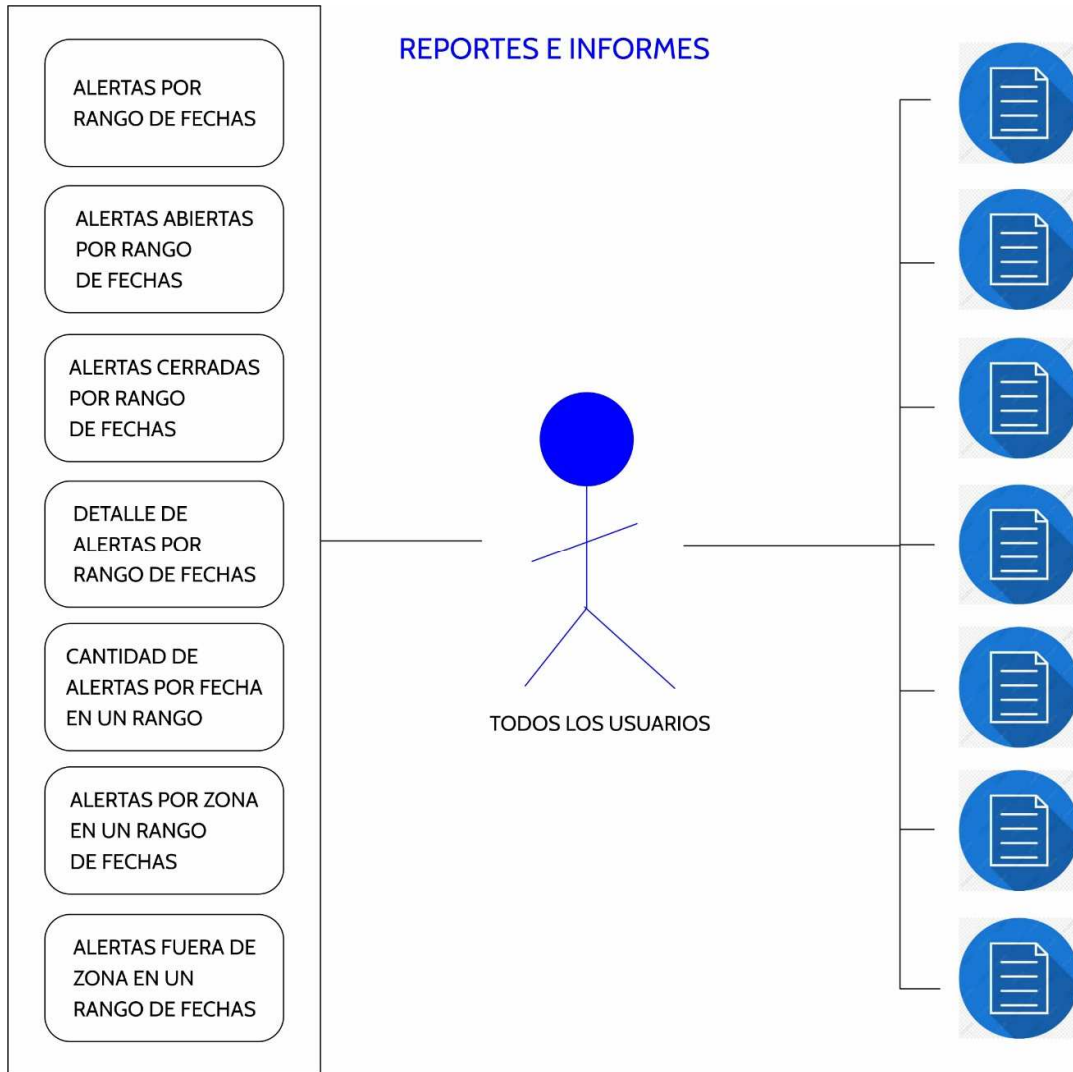 REPORTES E INFORMES
ALERTAS POR
RANGO DE FECHAS
ALERTAS ABIERTAS
POR RANGO
DE FECHAS
ALERTAS CERRADAS
POR RANGO
DE FECHAS
DETALLE DE
ALERTAS POR
RANGO DE FECHAS
CANTIDAD DE
ALERTAS POR FECHA
EN UN RANGO
ALERTAS POR ZONA
EN UN RANGO
DE FECHAS
ALERTAS FUERA DE
ZONA EN UN
RANGO DE FECHAS
TODOS LOS USUARIOS